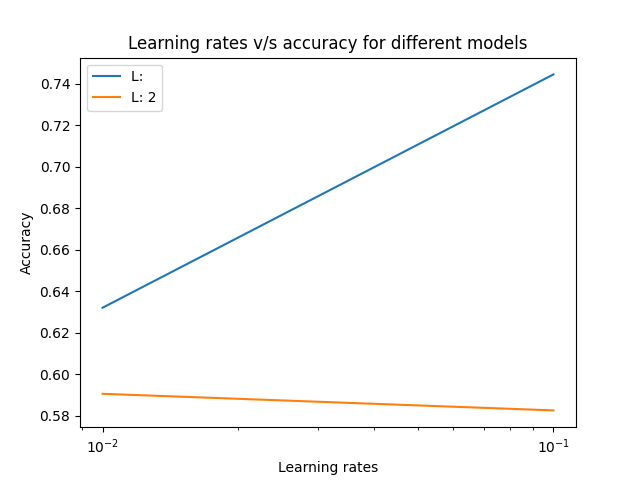 Learning rates v/s accuracy for different models
L:
L: 2
0.74
0.72
0.70
0.68
0.66
0.64
0.62
0.60
0.58
Accuracy
10⁻² 10⁻¹
Learning rates